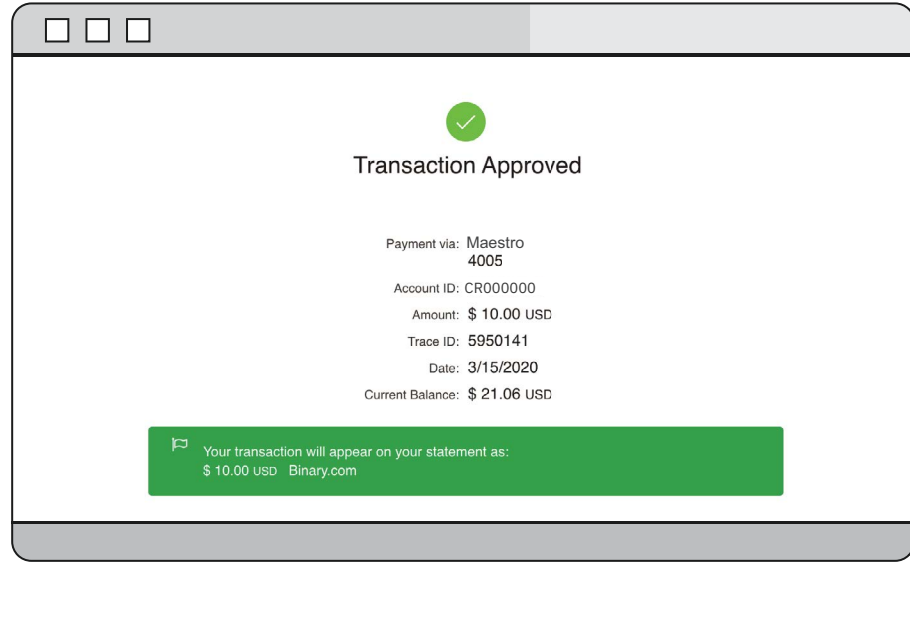 Transaction Approved
Payment via: Maestro
4005
Account ID: CR000000
Amount: $ 10.00 USD
Trace ID: 5950141
Date: 3/15/2020
Current Balance: $ 21.06 USD
Your transaction will appear on your statement as:
$ 10.00 USD Binary.com